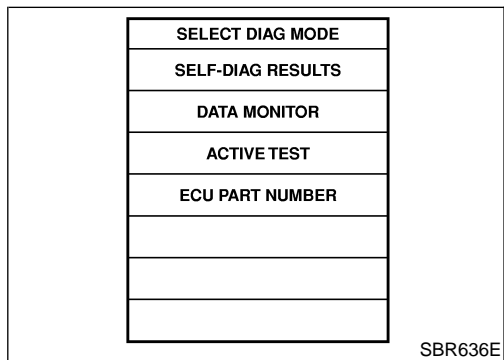 SELECT DIAG MODE
SELF-DIAG RESULTS
DATA MONITOR
ACTIVE TEST
ECU PART NUMBER
SBR636E